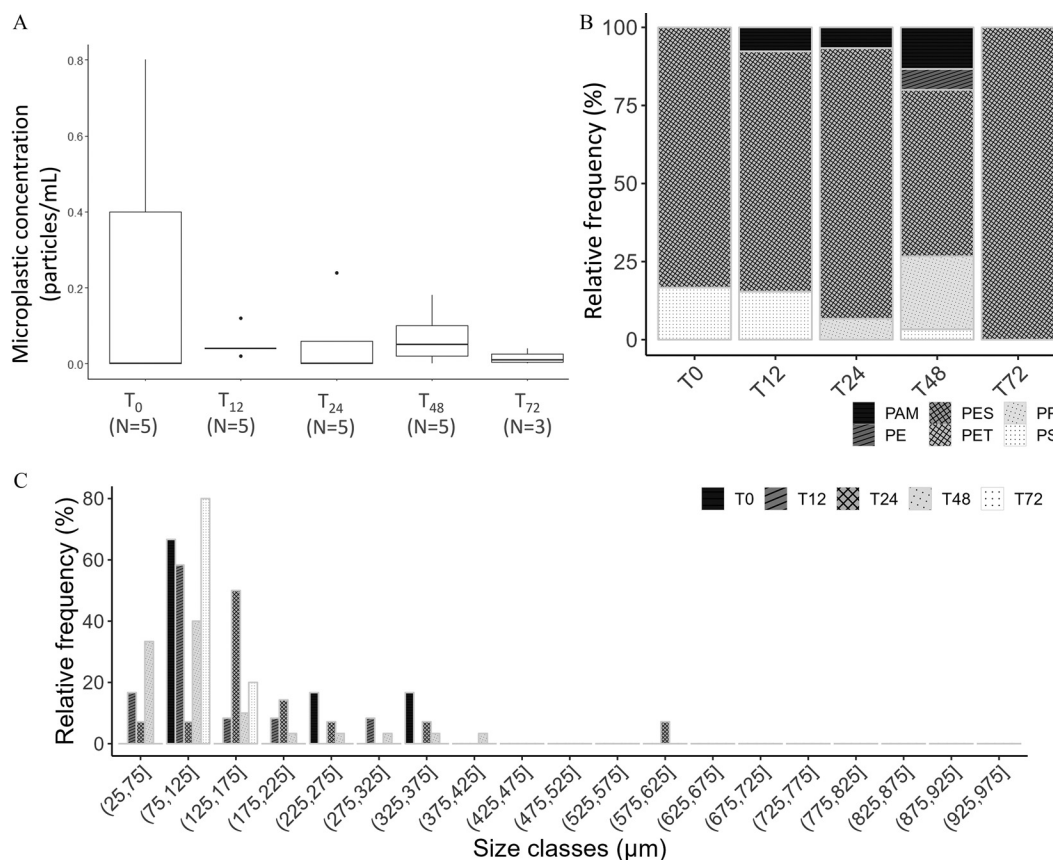 A
Microplastic concentration
(particles/mL)
0.8
0.6
0.4
0.2
0.0
T0 T12 T24 T48 T72
(N=5) (N=5) (N=5) (N=5) (N=3)
B
Relative frequency (%)
100
75
50
25
0
T0 T12 T24 T48 T72
PAM PES
PE PET PS
C
Relative frequency (%)
80
60
40
20
0
T0 T12 T24 T48 T72
(25,75] (75,125] (125,175] (175,225] (225,275] (275,325] (325,375] (375,425] (425,475] (475,525] (525,575] (575,625] (625,675] (675,725] (725,775] (775,825] (825,875] (875,925] (925,975]
Size classes (µm)